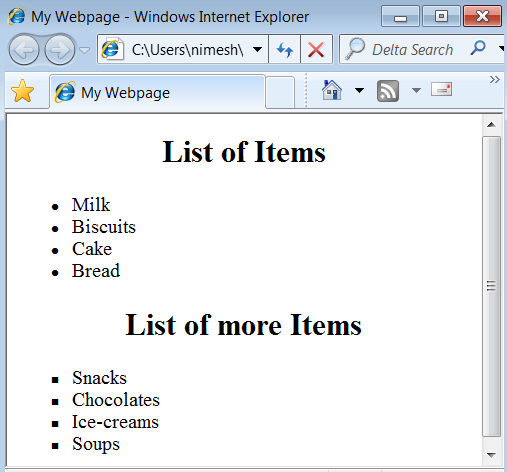 My Webpage - Windows Internet Explorer
C:\Users\nimesh\ Delta Search
My Webpage
List of Items
Milk
Biscuits
Cake
Bread
List of more Items
Snacks
Chocolates
Ice-creams
Soups